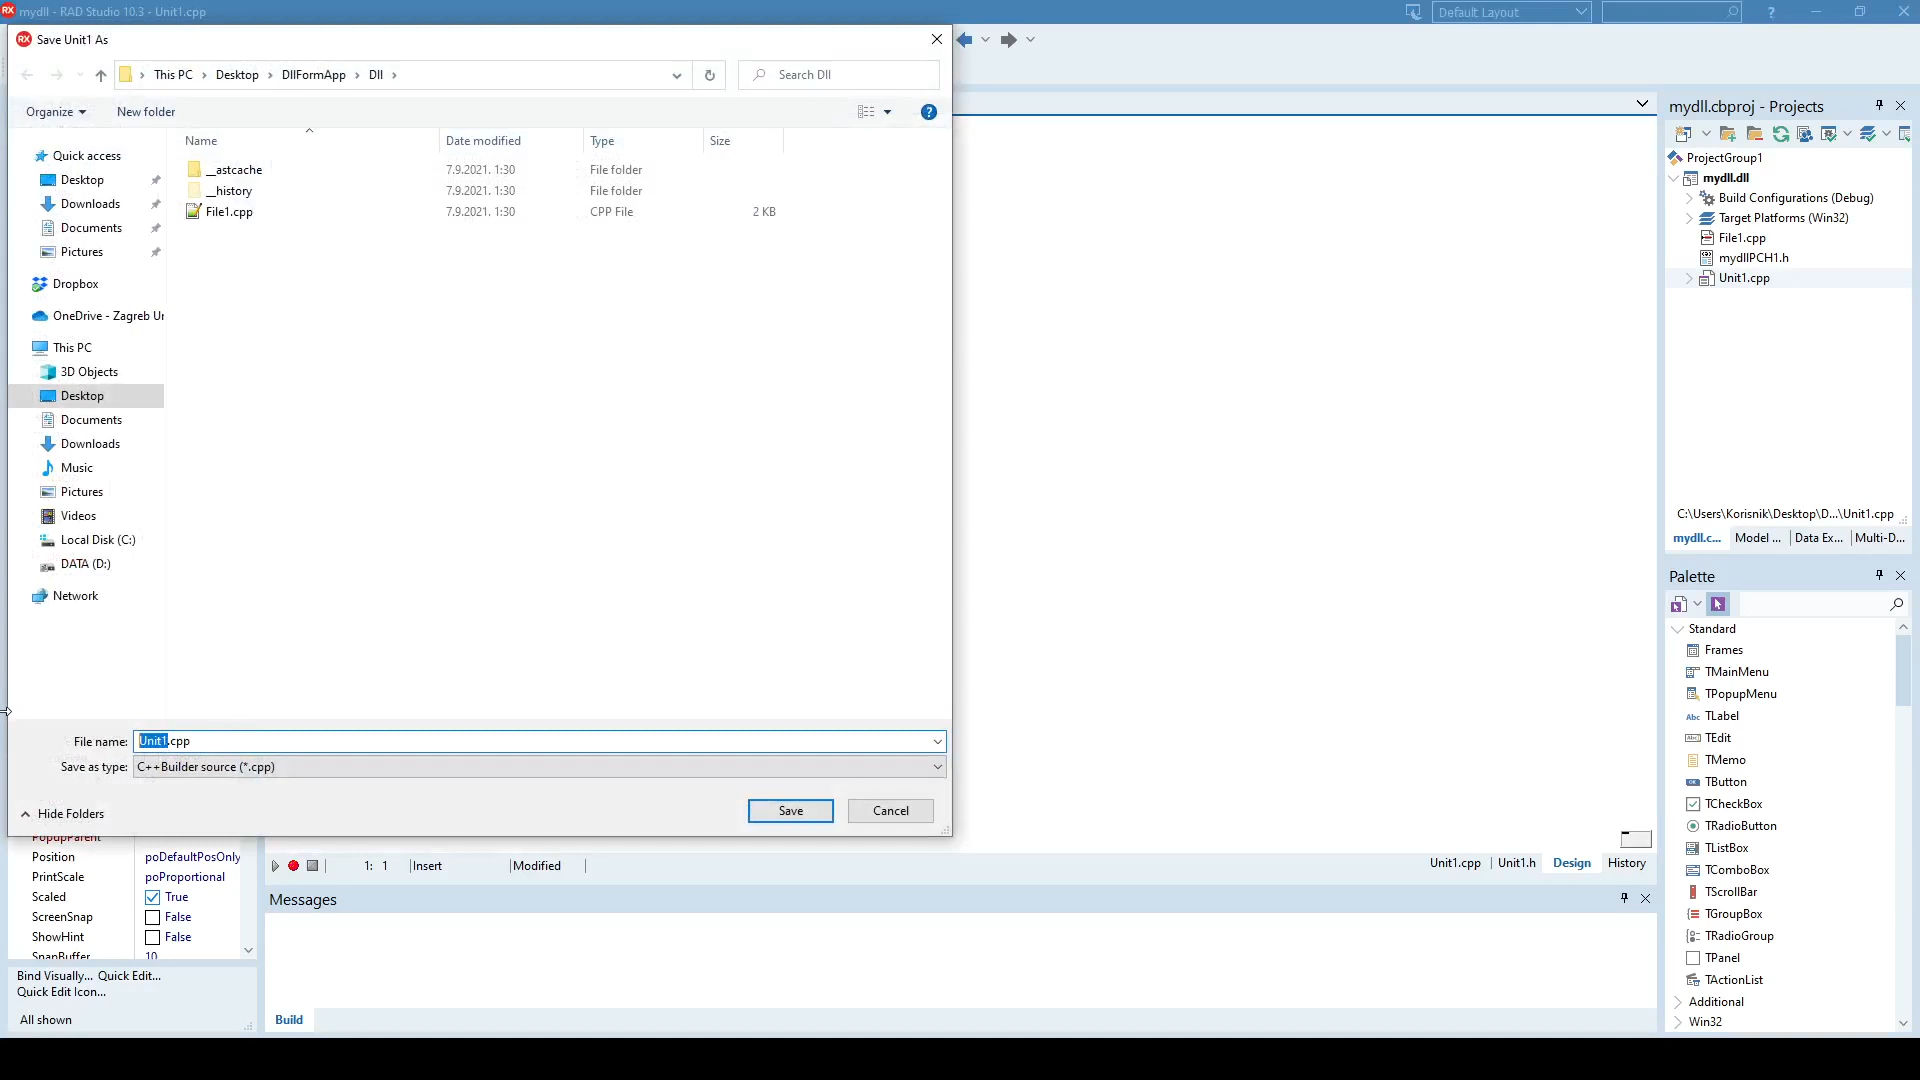 mydll - RAD Studio 10.3 - Unit1.cpp
Default Layout
?
Save Unit1 As
This PC
Desktop
DllFormApp
Dll
Search Dll
Organize
New folder
?
Name
Date modified
Type
Size
__astcache
7.9.2021. 1:30
File folder
__history
7.9.2021. 1:30
File folder
File1.cpp
7.9.2021. 1:30
CPP File
2 KB
Quick access
Desktop
Downloads
Documents
Pictures
Dropbox
OneDrive - Zagreb Ur
This PC
3D Objects
Desktop
Documents
Downloads
Music
Pictures
Videos
Local Disk (C:)
DATA (D:)
Network
File name:
Unit1.cpp
Save as type:
C++Builder source (*.cpp)
Hide Folders
Save
Cancel
PopupParent
Position
poDefaultPosOnly
PrintScale
poProportional
Scaled
True
ScreenSnap
False
ShowHint
False
SnapBuffer
10
Bind Visually... Quick Edit...
Quick Edit Icon...
All shown
1: 1
Insert
Modified
Unit1.cpp
Unit1.h
Design
History
Messages
Build
mydll.cbproj - Projects
ProjectGroup1
mydll.dll
Build Configurations (Debug)
Target Platforms (Win32)
File1.cpp
mydllPCH1.h
Unit1.cpp
C:\Users\Korisnik\Desktop\D...\Unit1.cpp
mydll.c...
Model ...
Data Ex...
Multi-D...
Palette
Standard
Frames
TMainMenu
TPopupMenu
TLabel
TEdit
TMemo
TButton
TCheckBox
TRadioButton
TListBox
TComboBox
TScrollBar
TGroupBox
TRadioGroup
TPanel
TActionList
Additional
Win32